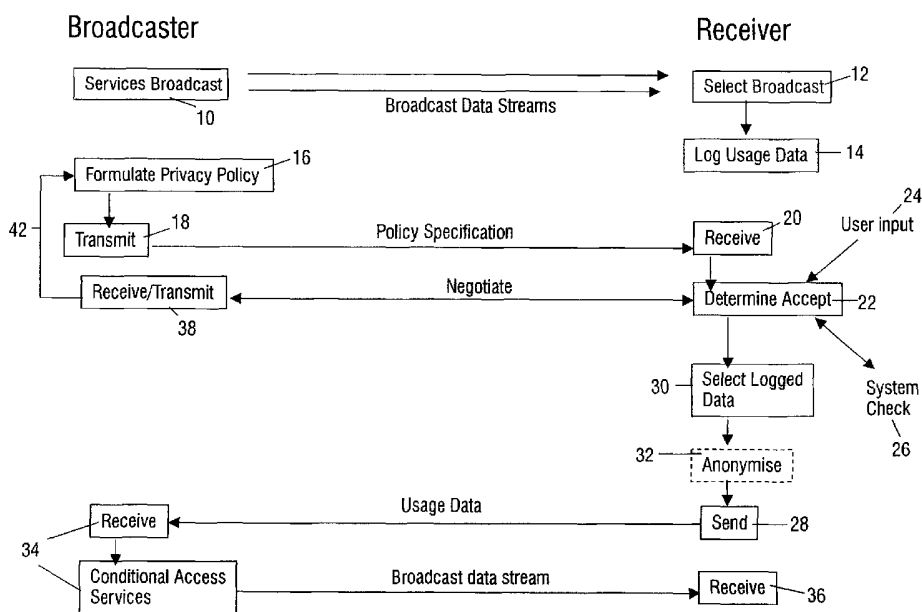 Broadcaster
Receiver
Services Broadcast
10
Broadcast Data Streams
Select Broadcast
12
Log Usage Data
14
16
Formulate Privacy Policy
42
18
Transmit
Policy Specification
20
Receive
24
User input
Receive/Transmit
38
Negotiate
Determine Accept
22
30
Select Logged
Data
System
Check
26
32
Anonymise
Usage Data
Receive
34
Send
28
Conditional Access
Services
Broadcast data stream
Receive
36